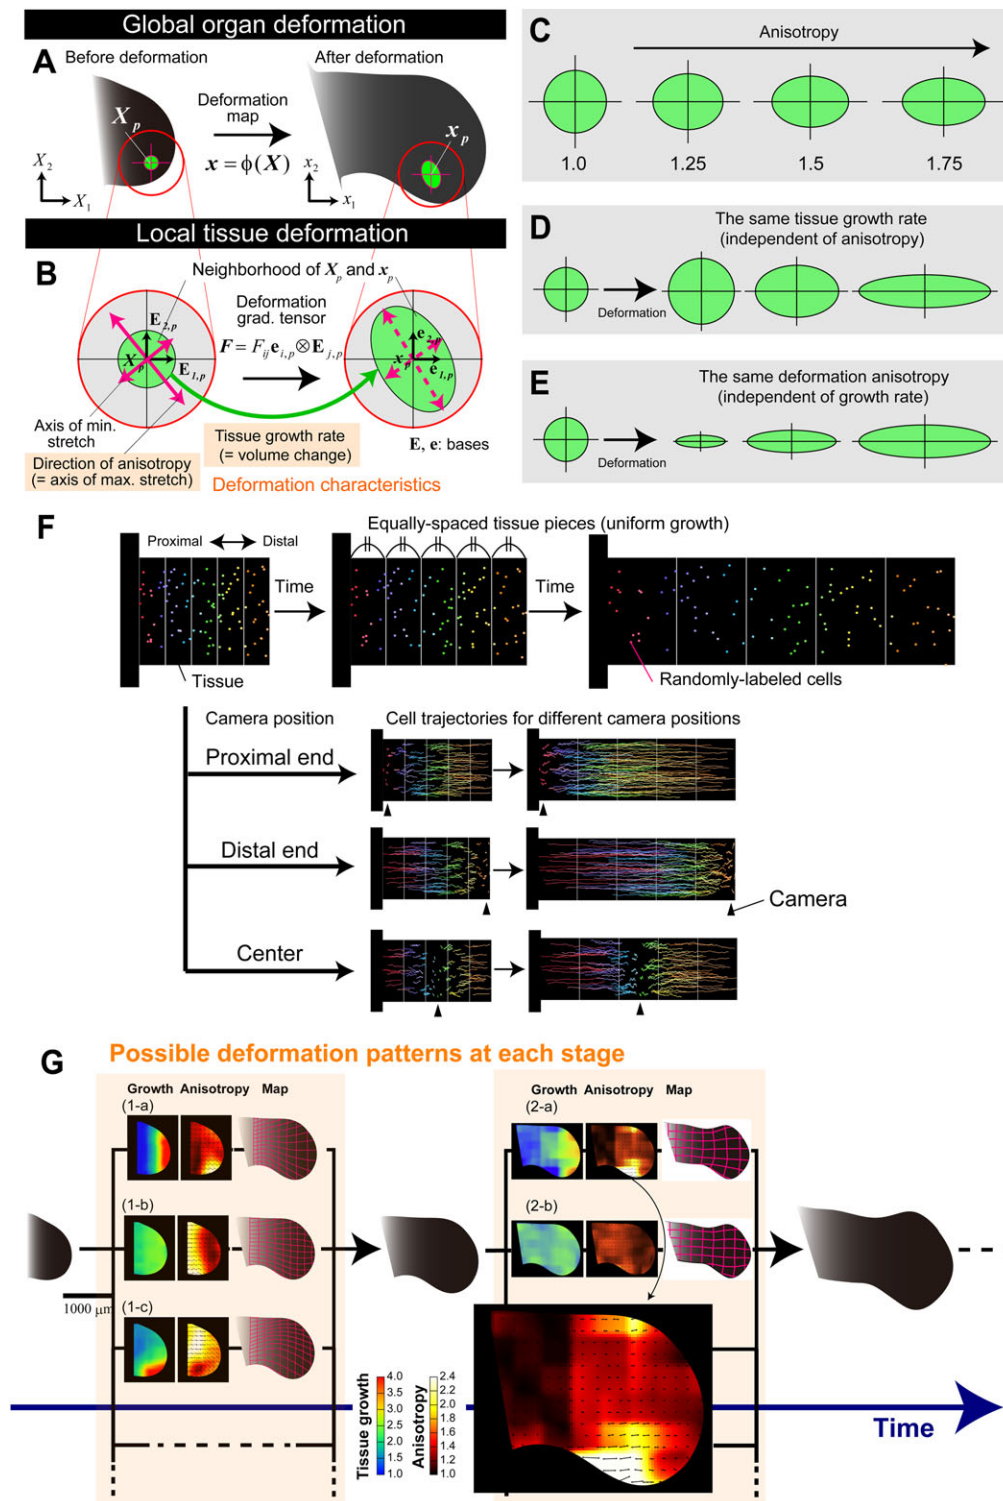 Global organ deformation
A
Before deformation
After deformation
X_p
Deformation
map
x = ϕ(X)
x_p
X_2
X_1
x_2
x_1
Local tissue deformation
B
Neighborhood of X_p and x_p
Deformation
grad. tensor
F = F_ij e_i,p ⊗ E_j,p
E_2,p
X_p
E_1,p
e_2,p
x_p
e_1,p
Axis of min.
stretch
Direction of anisotropy
(= axis of max. stretch)
Tissue growth rate
(= volume change)
E, e: bases
Deformation characteristics
C
Anisotropy
1.0 1.25 1.5 1.75
D
The same tissue growth rate
(independent of anisotropy)
Deformation
E
The same deformation anisotropy
(independent of growth rate)
Deformation
F
Equally-spaced tissue pieces (uniform growth)
Proximal Distal
Time
Time
Tissue
Randomly-labeled cells
Camera position
Cell trajectories for different camera positions
Proximal end
Distal end
Camera
Center
G
Possible deformation patterns at each stage
Growth Anisotropy Map
(1-a)
(1-b)
(1-c)
1000 μm
Growth Anisotropy Map
(2-a)
(2-b)
Tissue growth
4.0
3.5
3.0
2.5
2.0
1.5
1.0
Anisotropy
2.4
2.2
2.0
1.8
1.6
1.4
1.2
1.0
Time